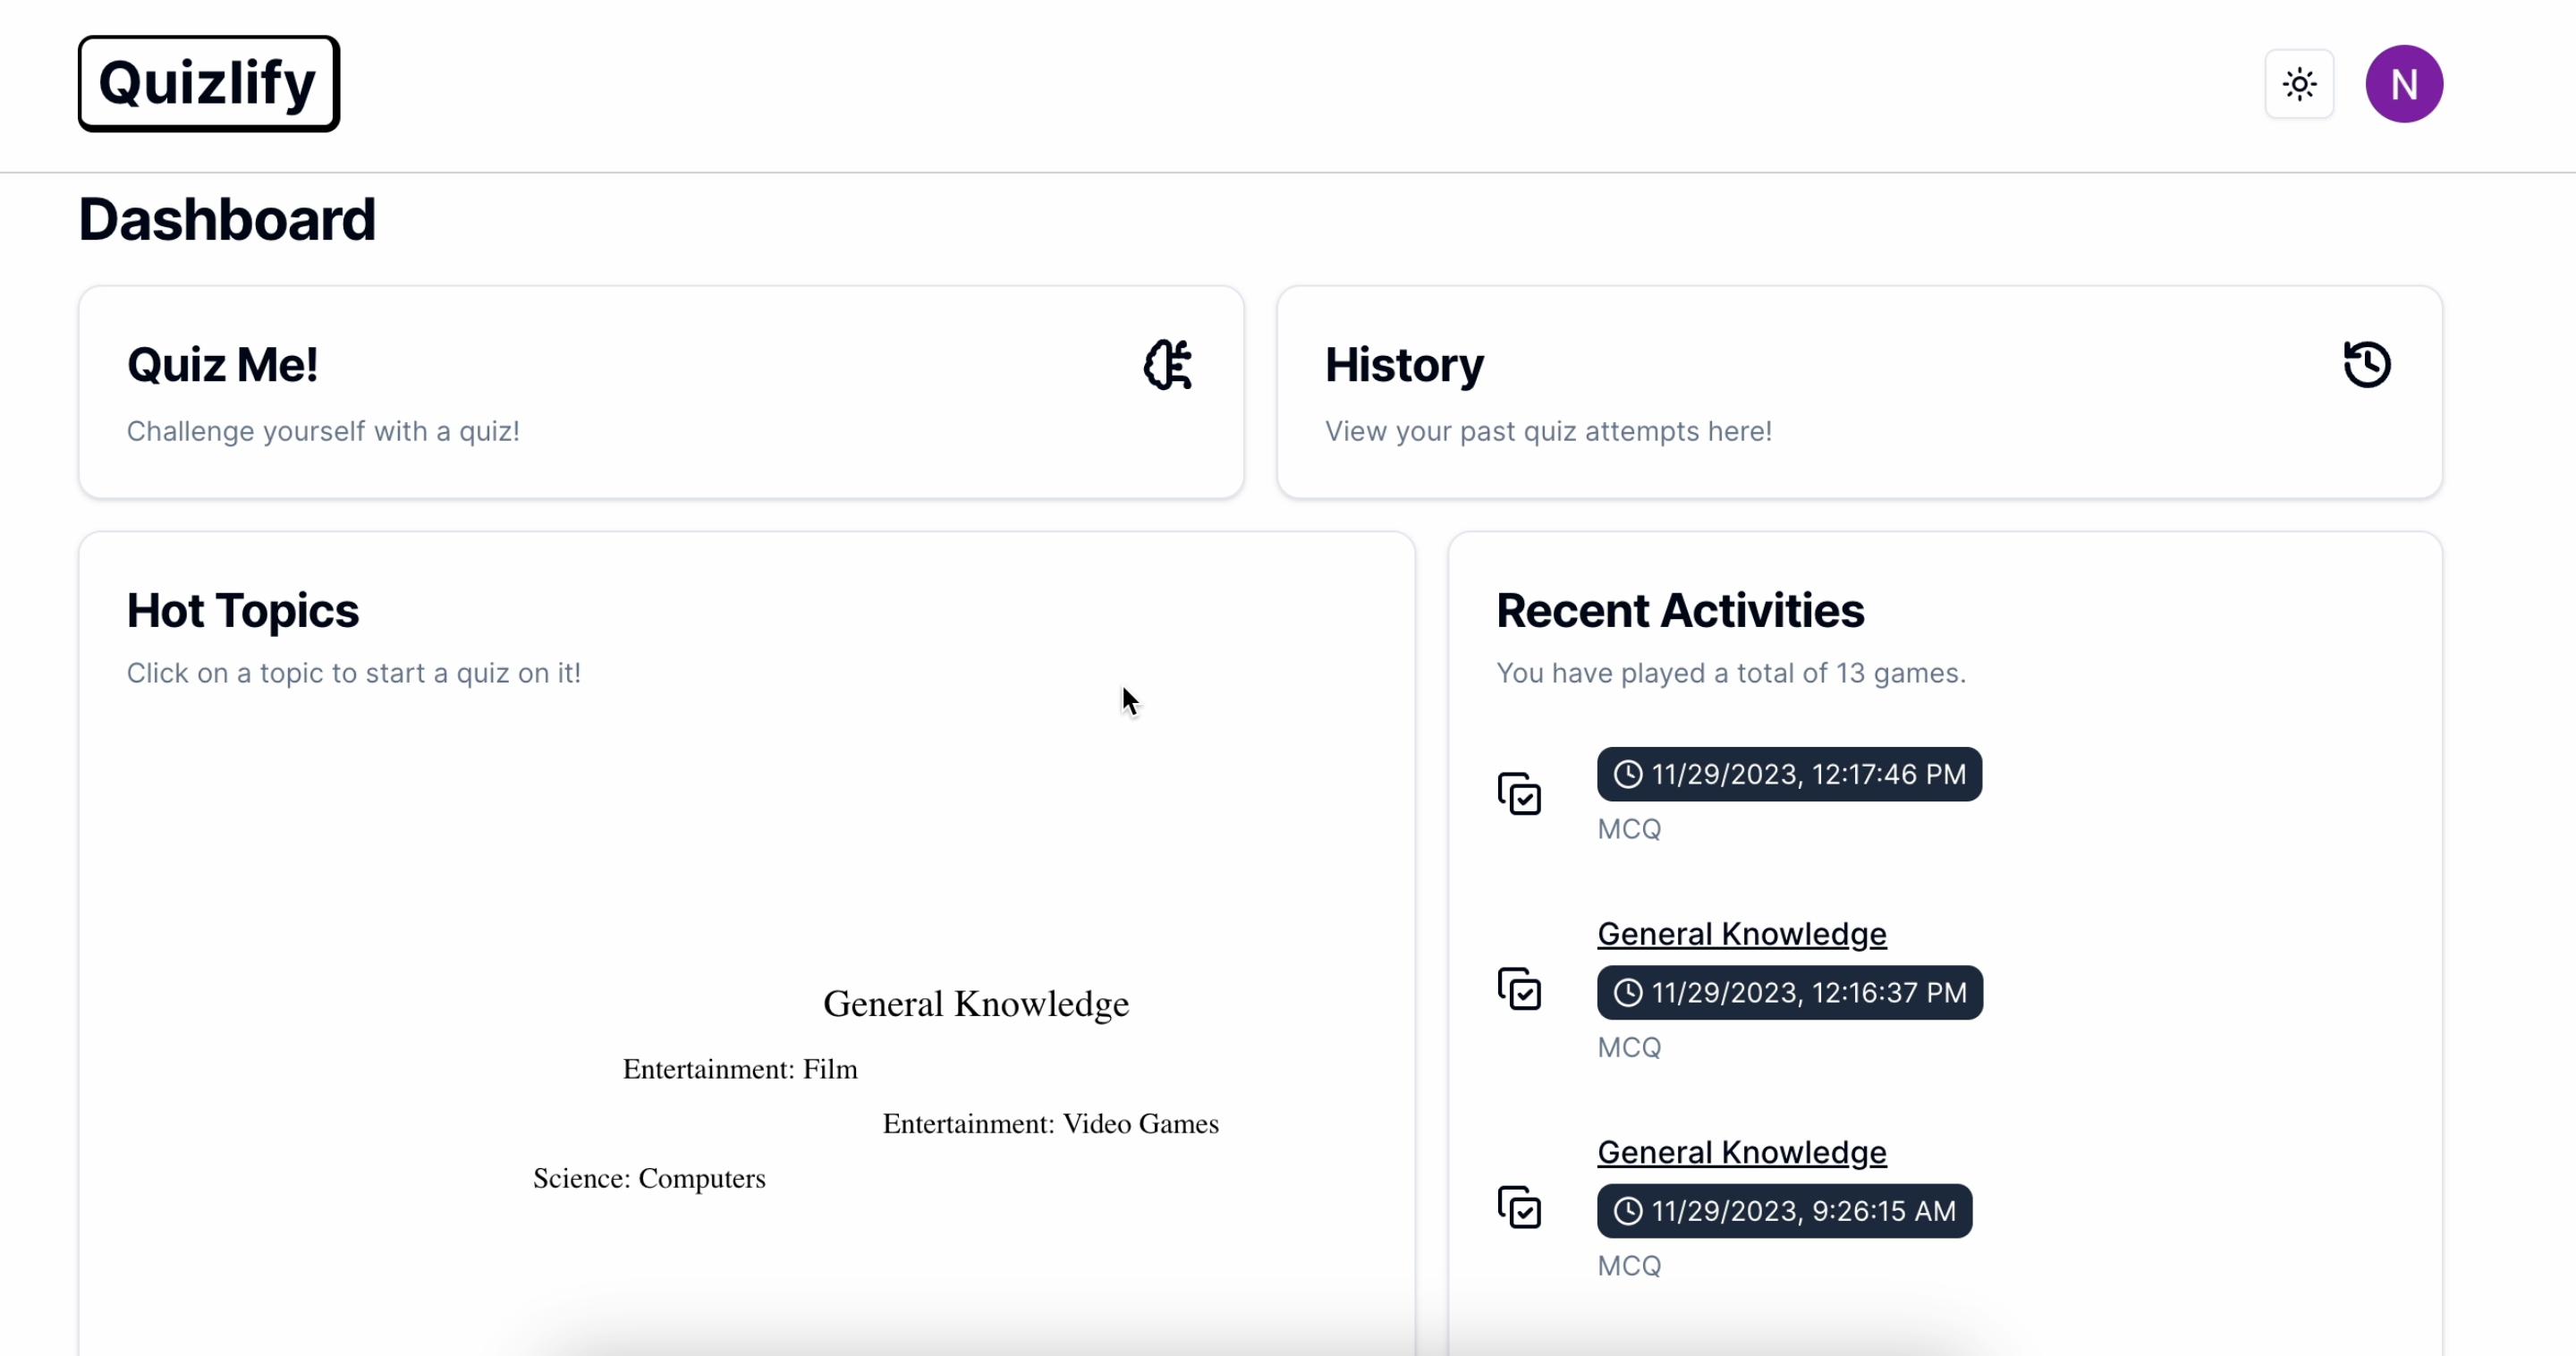 Quizlify
N
Dashboard
Quiz Me!
Challenge yourself with a quiz!
History
View your past quiz attempts here!
Hot Topics
Click on a topic to start a quiz on it!
General Knowledge
Entertainment: Film
Entertainment: Video Games
Science: Computers
Recent Activities
You have played a total of 13 games.
11/29/2023, 12:17:46 PM
MCQ
General Knowledge
11/29/2023, 12:16:37 PM
MCQ
General Knowledge
11/29/2023, 9:26:15 AM
MCQ